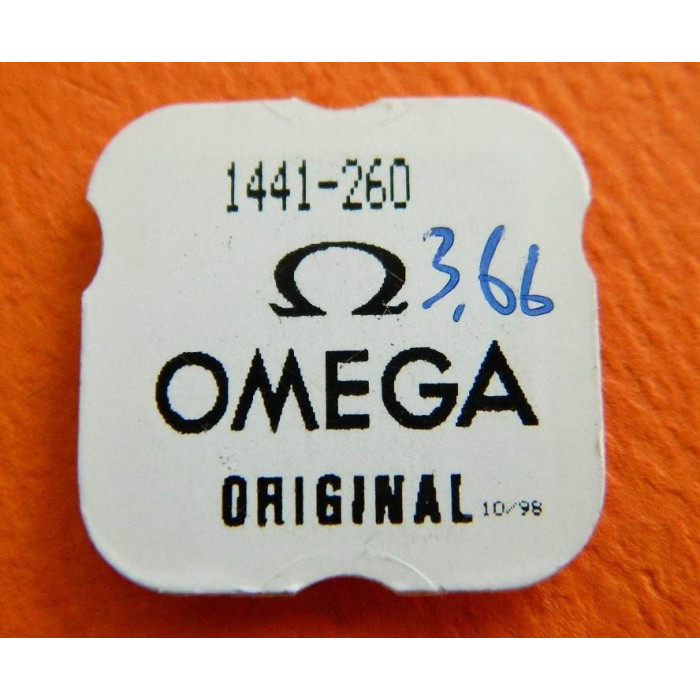 1441-260
Ω 3,66
OMEGA
ORIGINAL 10/98